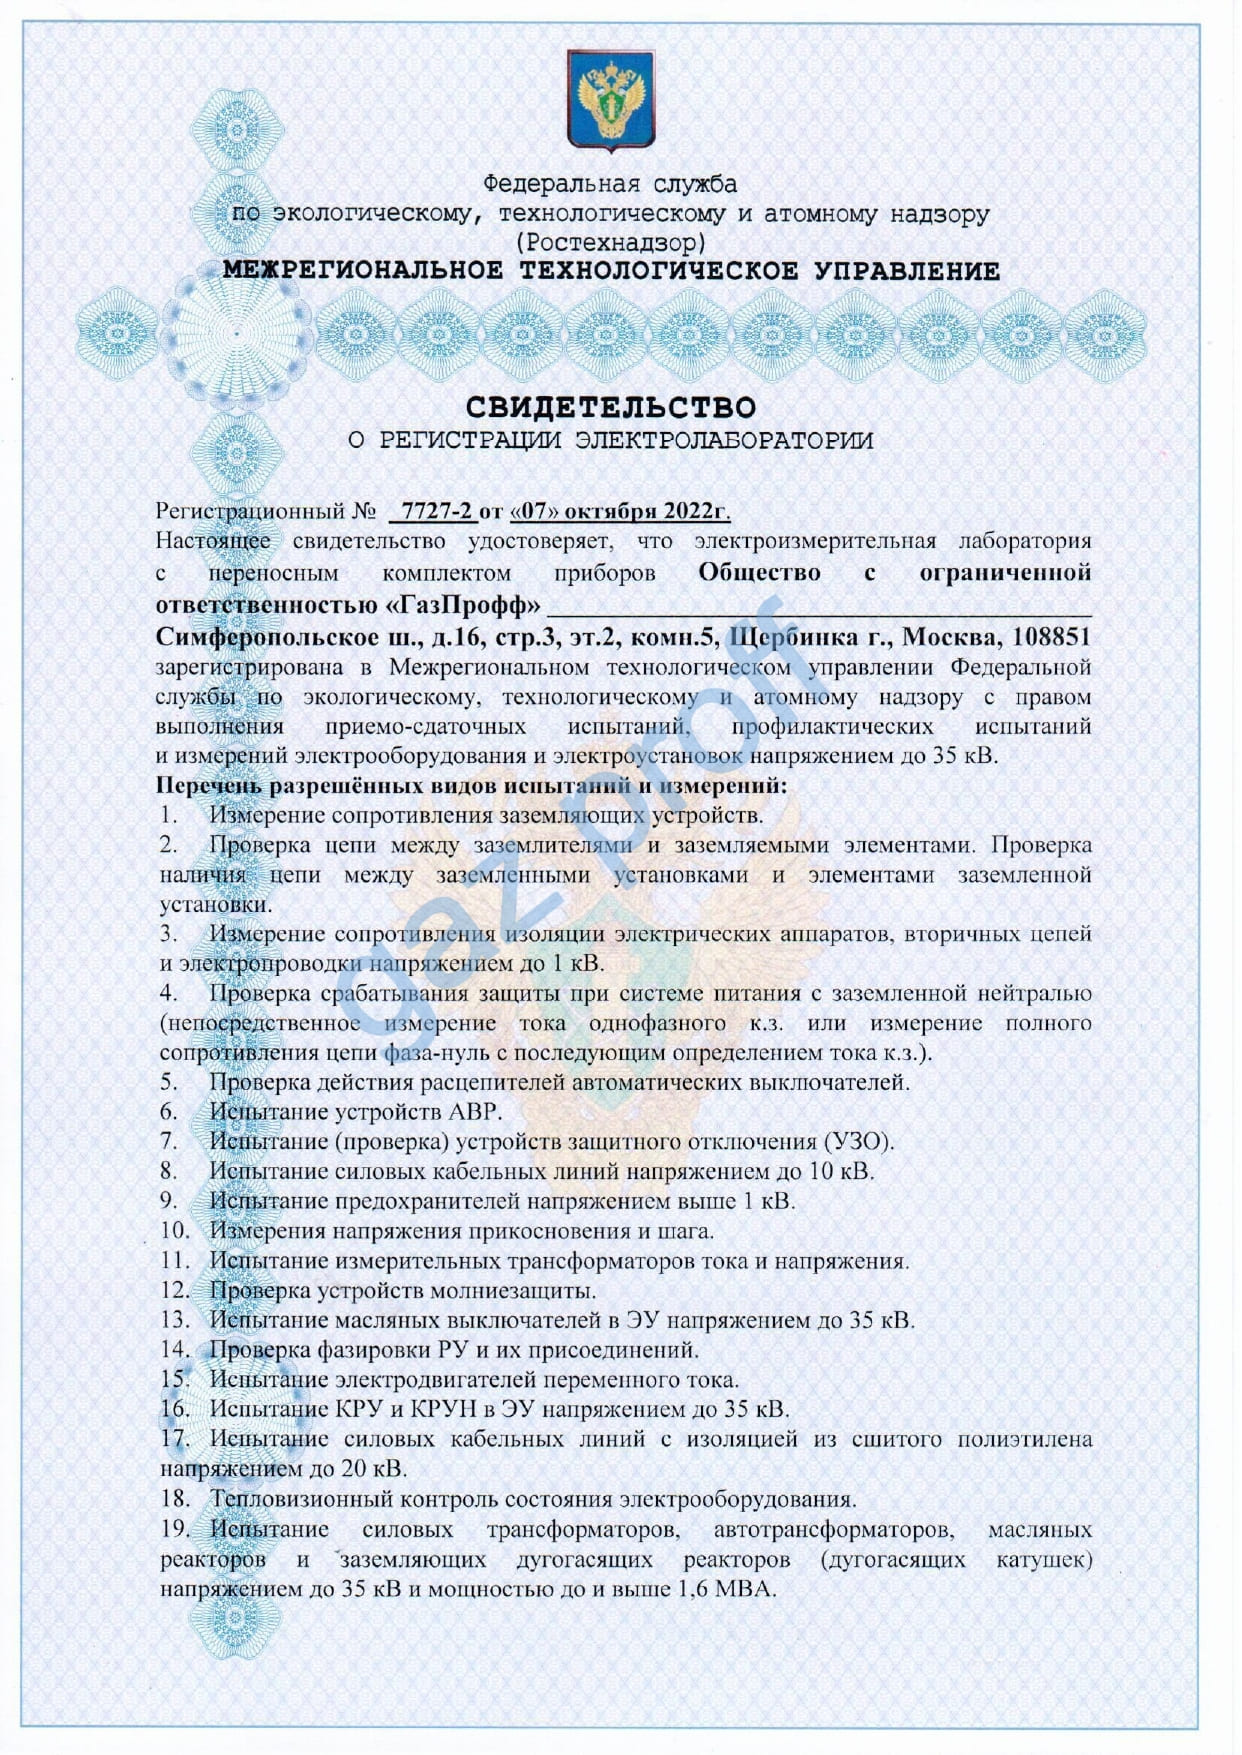 Федеральная служба
по экологическому, технологическому и атомному надзору
(Ростехнадзор)
МЕЖРЕГИОНАЛЬНОЕ ТЕХНОЛОГИЧЕСКОЕ УПРАВЛЕНИЕ
СВИДЕТЕЛЬСТВО
О РЕГИСТРАЦИИ ЭЛЕКТРОЛАБОРАТОРИИ
Регистрационный № 7727-2 от «07» октября 2022г.
Настоящее свидетельство удостоверяет, что электроизмерительная лаборатория
с переносным комплектом приборов Общество с ограниченной
ответственностью «ГазПрофф»
Симферопольское ш., д.16, стр.3, эт.2, комн.5, Щербинка г., Москва, 108851
зарегистрирована в Межрегиональном технологическом управлении Федеральной
службы по экологическому, технологическому и атомному надзору с правом
выполнения приемо-сдаточных испытаний, профилактических испытаний
и измерений электрооборудования и электроустановок напряжением до 35 кВ.
Перечень разрешённых видов испытаний и измерений:
1. Измерение сопротивления заземляющих устройств.
2. Проверка цепи между заземлителями и заземляемыми элементами. Проверка
наличия цепи между заземленными установками и элементами заземленной
установки.
3. Измерение сопротивления изоляции электрических аппаратов, вторичных цепей
и электропроводки напряжением до 1 кВ.
4. Проверка срабатывания защиты при системе питания с заземленной нейтралью
(непосредственное измерение тока однофазного к.з. или измерение полного
сопротивления цепи фаза-нуль с последующим определением тока к.з.).
5. Проверка действия расцепителей автоматических выключателей.
6. Испытание устройств АВР.
7. Испытание (проверка) устройств защитного отключения (УЗО).
8. Испытание силовых кабельных линий напряжением до 10 кВ.
9. Испытание предохранителей напряжением выше 1 кВ.
10. Измерения напряжения прикосновения и шага.
11. Испытание измерительных трансформаторов тока и напряжения.
12. Проверка устройств молниезащиты.
13. Испытание масляных выключателей в ЭУ напряжением до 35 кВ.
14. Проверка фазировки РУ и их присоединений.
15. Испытание электродвигателей переменного тока.
16. Испытание КРУ и КРУН в ЭУ напряжением до 35 кВ.
17. Испытание силовых кабельных линий с изоляцией из сшитого полиэтилена
напряжением до 20 кВ.
18. Тепловизионный контроль состояния электрооборудования.
19. Испытание силовых трансформаторов, автотрансформаторов, масляных
реакторов и заземляющих дугогасящих реакторов (дугогасящих катушек)
напряжением до 35 кВ и мощностью до и выше 1,6 МВА.
gaz proff